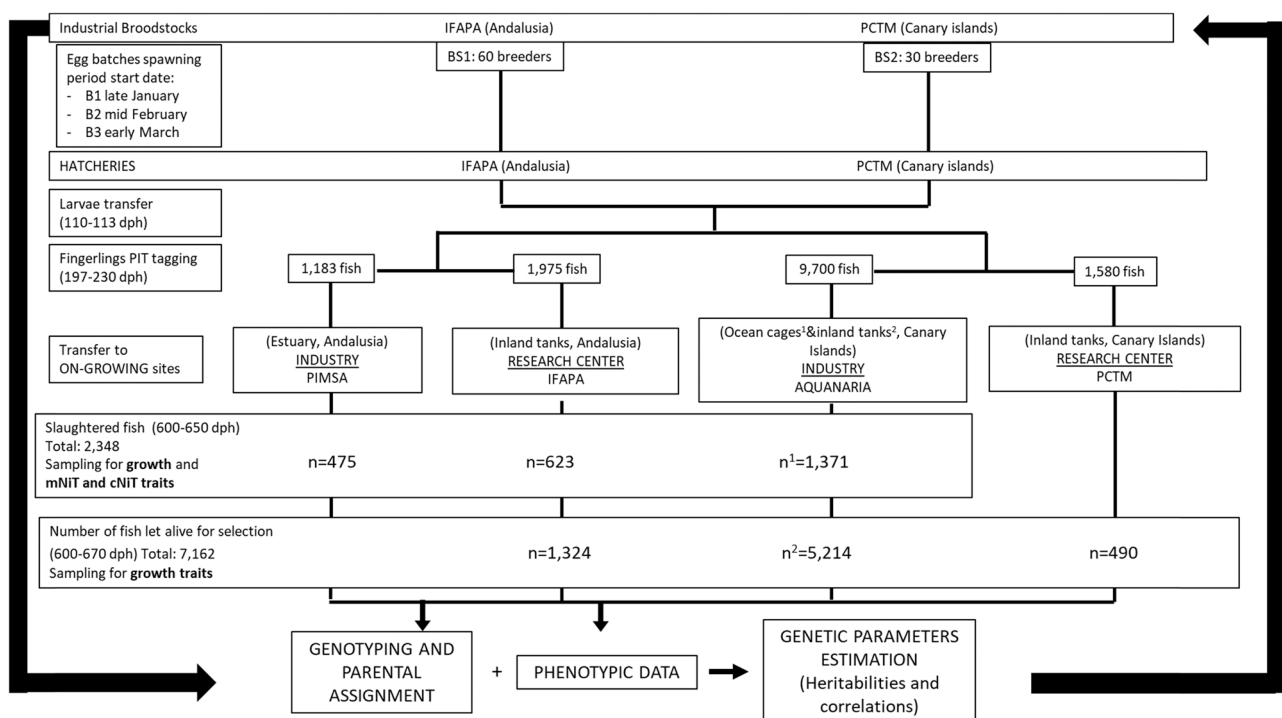 Industrial Broodstocks
IFAPA (Andalusia)
PCTM (Canary islands)
Egg batches spawning
period start date:
- B1 late January
- B2 mid February
- B3 early March
BS1: 60 breeders
BS2: 30 breeders
HATCHERIES
IFAPA (Andalusia)
PCTM (Canary islands)
Larvae transfer
(110-113 dph)
Fingerlings PIT tagging
(197-230 dph)
1,183 fish
1,975 fish
9,700 fish
1,580 fish
Transfer to
ON-GROWING sites
(Estuary, Andalusia)
INDUSTRY
PIMSA
(Inland tanks, Andalusia)
RESEARCH CENTER
IFAPA
(Ocean cages¹&inland tanks², Canary
Islands)
INDUSTRY
AQUANARIA
(Inland tanks, Canary Islands)
RESEARCH CENTER
PCTM
Slaughtered fish (600-650 dph)
Total: 2,348
Sampling for growth and
mNiT and cNiT traits
n=475
n=623
n¹=1,371
Number of fish let alive for selection
(600-670 dph) Total: 7,162
Sampling for growth traits
n=1,324
n²=5,214
n=490
GENOTYPING AND
PARENTAL
ASSIGNMENT
+
PHENOTYPIC DATA
GENETIC PARAMETERS
ESTIMATION
(Heritabilities and
correlations)